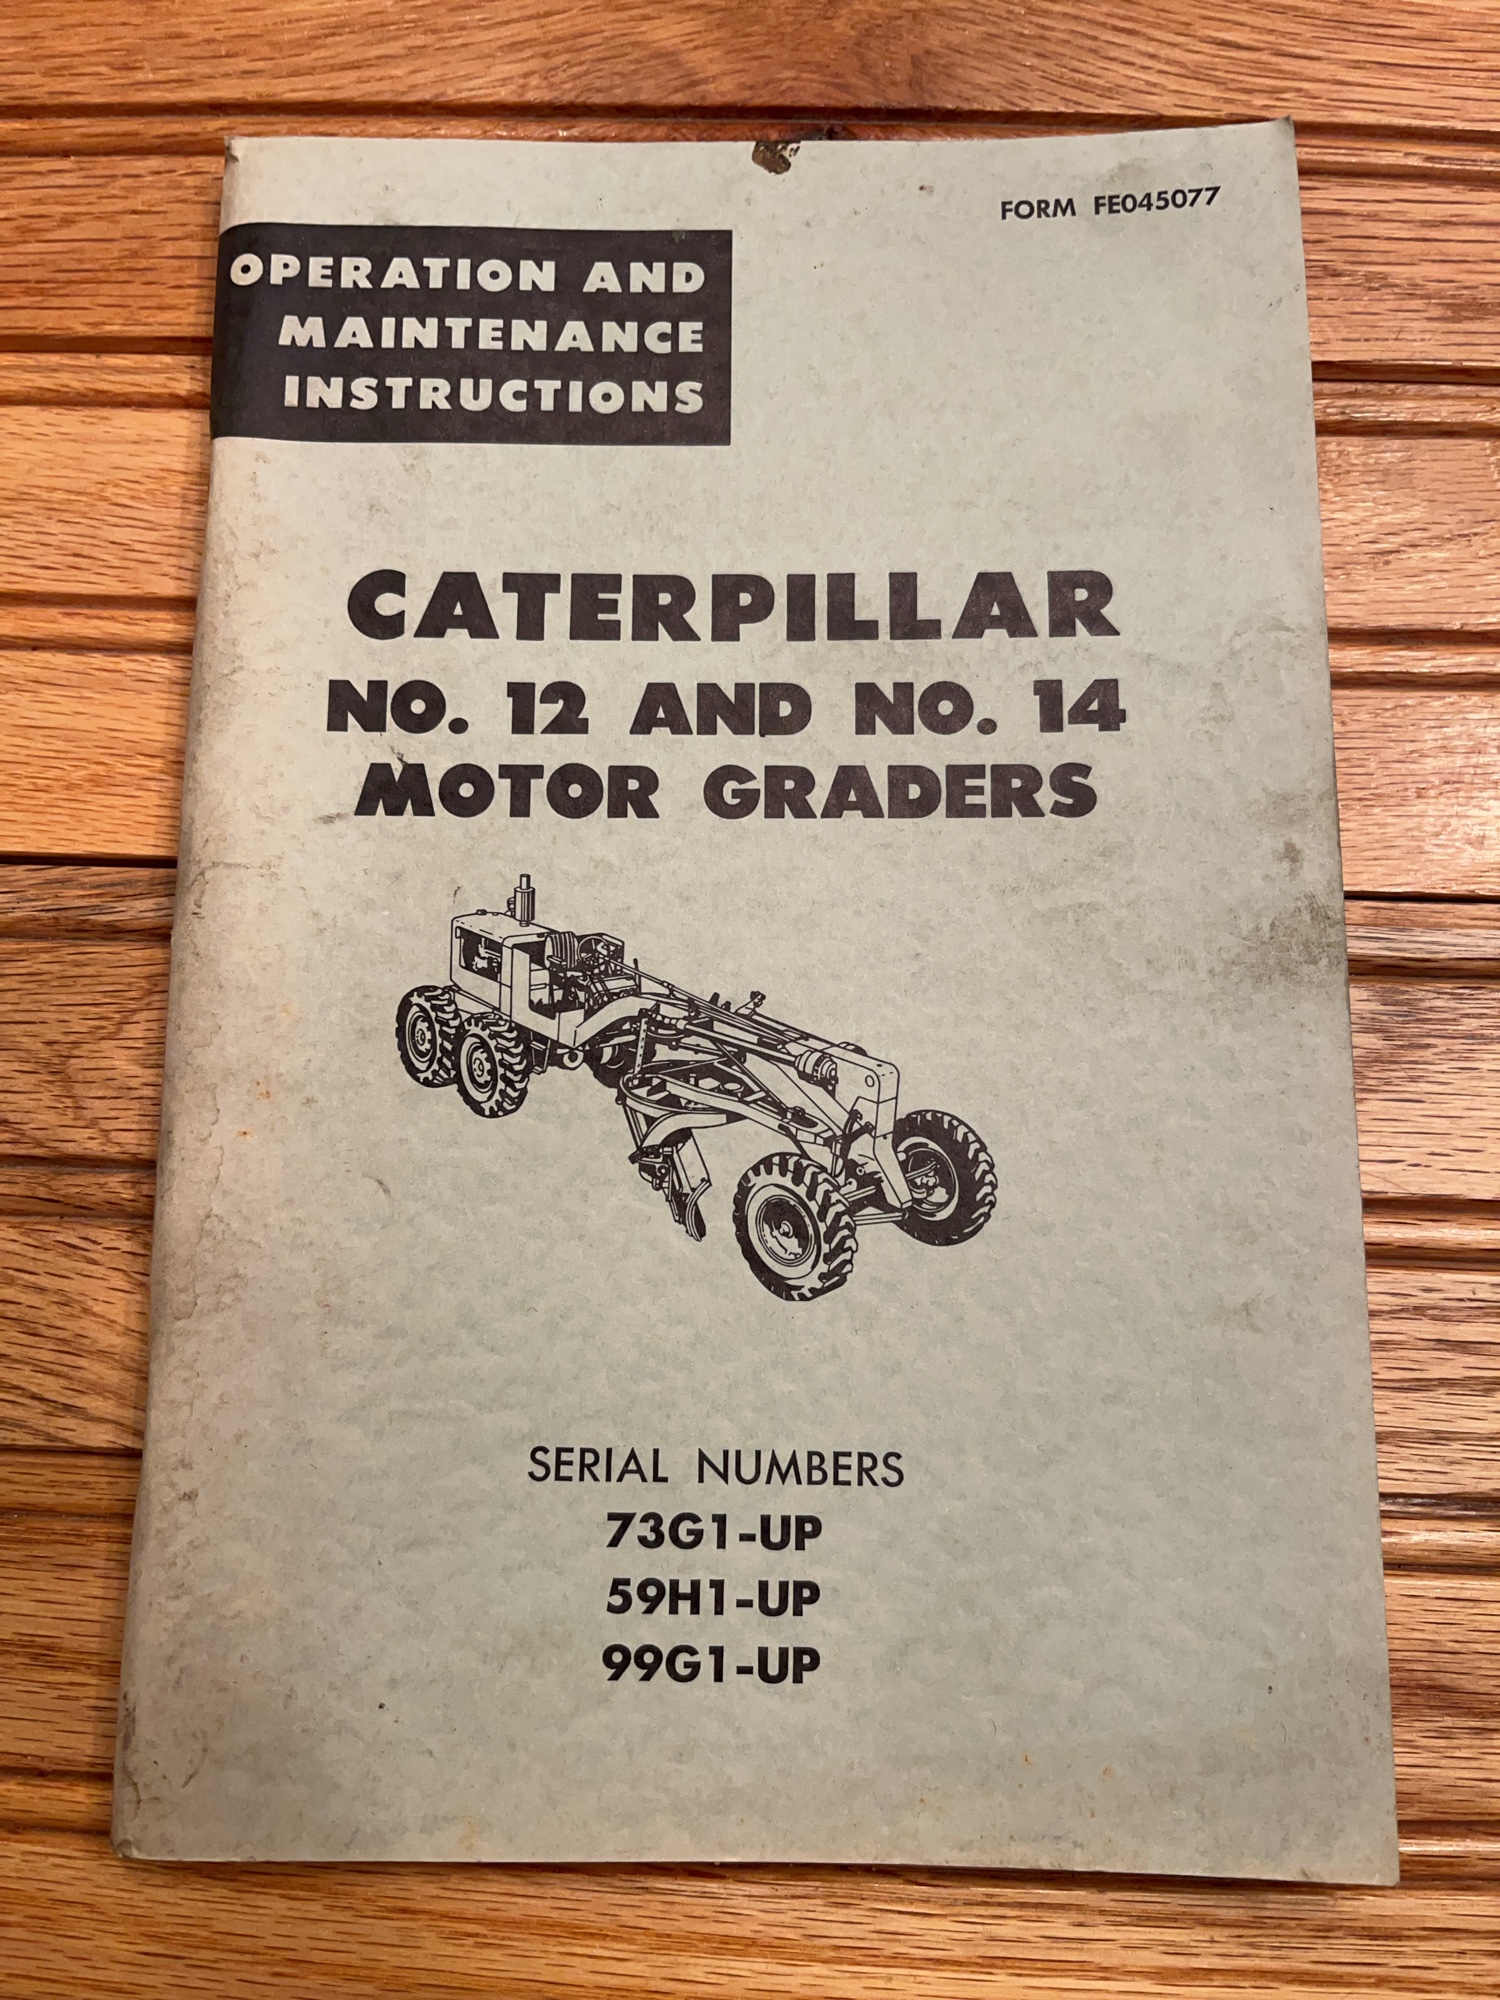 FORM FE045077
OPERATION AND
MAINTENANCE
INSTRUCTIONS
CATERPILLAR
NO. 12 AND NO. 14
MOTOR GRADERS
SERIAL NUMBERS
73G1-UP
59H1-UP
99G1-UP